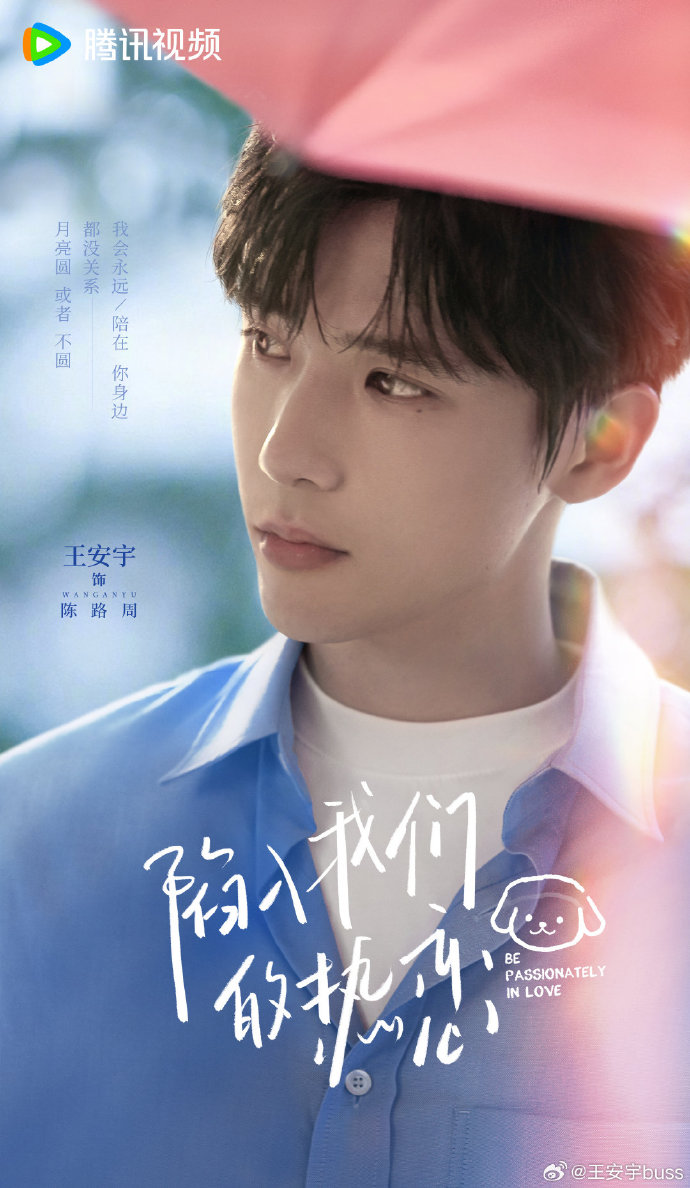 腾讯视频
我会永远/陪在 你身边
都没关系——
月亮圆 或者 不圆
王安宇
饰
WANGANYU
陈路周
陷入我们
的热恋
BE
PASSIONATELY
IN LOVE
@王安宇buss